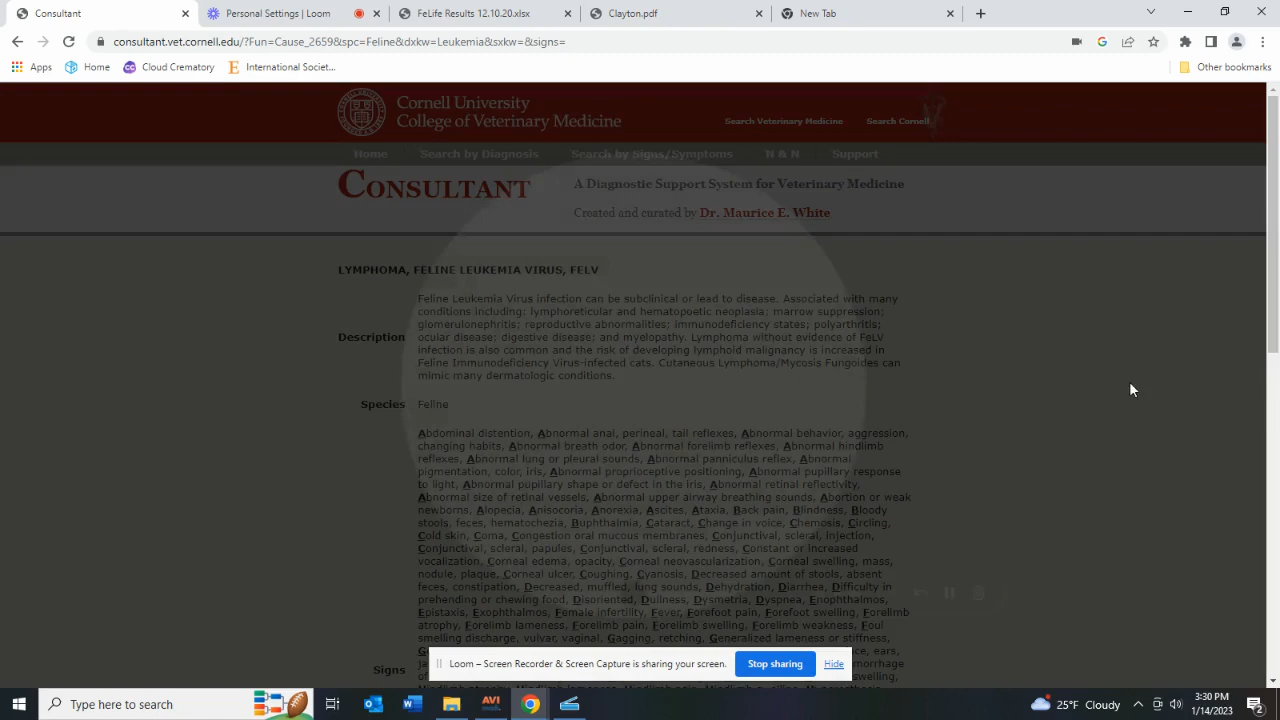 Consultant
Personal Settings | Loom
FeLife Results 12.10.20.xlsx
Clayton.pdf
New Tab
consultant.vet.cornell.edu/?Fun=Cause_2659&spc=Feline&dxkw=Leukemia&sxkw=&signs=
Apps
Home
Cloud Crematory
International Societ...
Other bookmarks
Cornell University
College of Veterinary Medicine
Search Veterinary Medicine
Search Cornell
Home
Search by Diagnosis
Search by Signs/Symptoms
N & N
Support
CONSULTANT
A Diagnostic Support System for Veterinary Medicine
Created and curated by Dr. Maurice E. White
LYMPHOMA, FELINE LEUKEMIA VIRUS, FELV
Description
Feline Leukemia Virus infection can be subclinical or lead to disease. Associated with many
conditions including: lymphoreticular and hematopoetic neoplasia; marrow suppression;
glomerulonephritis; reproductive abnormalities; immunodeficiency states; polyarthritis;
ocular disease; digestive disease; and myelopathy. Lymphoma without evidence of FeLV
infection is also common and the risk of developing lymphoid malignancy is increased in
Feline Immunodeficiency Virus-infected cats. Cutaneous Lymphoma/Mycosis Fungoides can
mimic many dermatologic conditions.
Species
Feline
Signs
Abdominal distention, Abnormal anal, perineal, tail reflexes, Abnormal behavior, aggression,
changing habits, Abnormal breath odor, Abnormal forelimb reflexes, Abnormal hindlimb
reflexes, Abnormal lung or pleural sounds, Abnormal panniculus reflex, Abnormal
pigmentation, color, iris, Abnormal proprioceptive positioning, Abnormal pupillary response
to light, Abnormal pupillary shape or defect in the iris, Abnormal retinal reflectivity,
Abnormal size of retinal vessels, Abnormal upper airway breathing sounds, Abortion or weak
newborns, Alopecia, Anisocoria, Anorexia, Ascites, Ataxia, Back pain, Blindness, Bloody
stools, feces, hematochezia, Buphthalmia, Cataract, Change in voice, Chemosis, Circling,
Cold skin, Coma, Congestion oral mucous membranes, Conjunctival, scleral, injection,
Conjunctival, scleral, papules, Conjunctival, scleral, redness, Constant or increased
vocalization, Corneal edema, opacity, Corneal neovascularization, Corneal swelling, mass,
nodule, plaque, Corneal ulcer, Coughing, Cyanosis, Decreased amount of stools, absent
feces, constipation, Decreased, muffled, lung sounds, Dehydration, Diarrhea, Difficulty in
prehending or chewing food, Disoriented, Dullness, Dysmetria, Dyspnea, Enophthalmos,
Epistaxis, Exophthalmos, Female infertility, Fever, Forefoot pain, Forefoot swelling, Forelimb
atrophy, Forelimb lameness, Forelimb pain, Forelimb swelling, Forelimb weakness, Foul
smelling discharge, vulvar, vaginal, Gagging, retching, Generalized lameness or stiffness,
Loom – Screen Recorder & Screen Capture is sharing your screen.
Stop sharing
Hide
Type here to search
AVI
25°F Cloudy
3:30 PM
1/14/2023
2